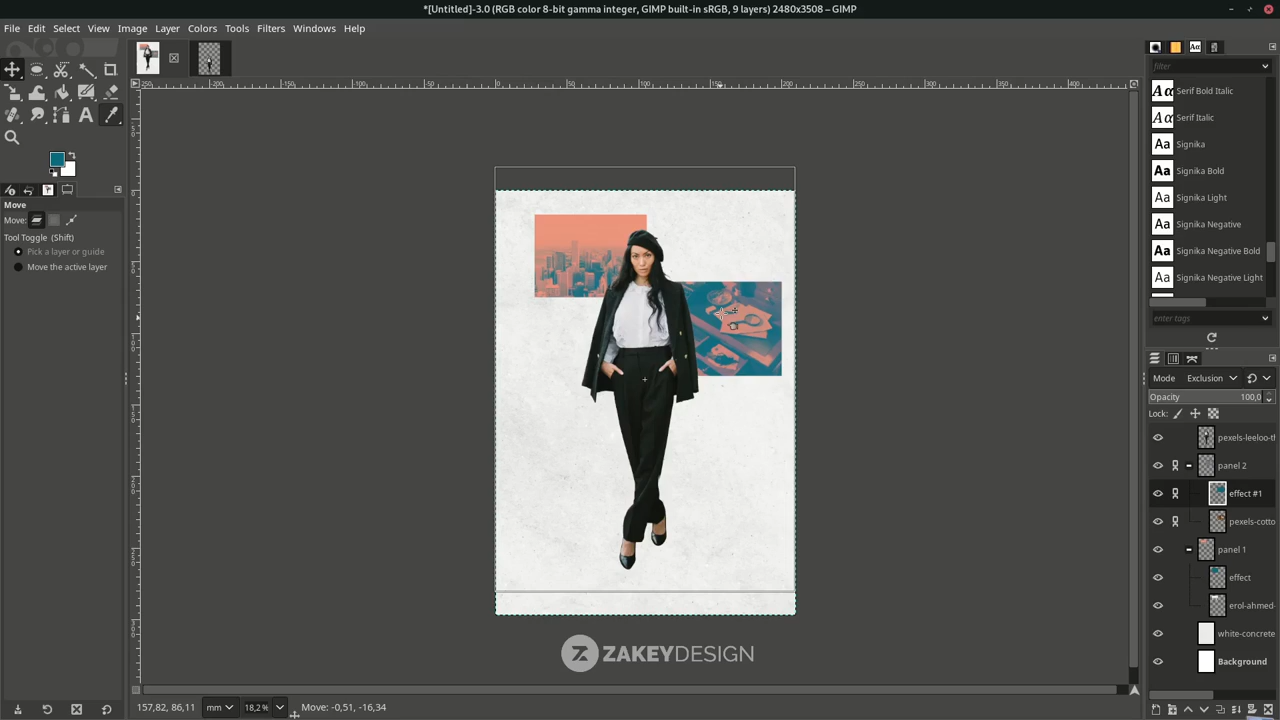 *[Untitled]-3.0 (RGB color 8-bit gamma integer, GIMP built-in sRGB, 9 layers) 2480x3508 – GIMP
File Edit Select View Image Layer Colors Tools Filters Windows Help
filter
Serif Bold Italic
Serif Italic
Signika
Signika Bold
Signika Light
Signika Negative
Signika Negative Bold
Signika Negative Light
enter tags
Move
Move:
Tool Toggle (Shift)
Pick a layer or guide
Move the active layer
Mode Exclusion
Opacity 100,0
Lock:
pexels-leeloo-th
panel 2
effect #1
pexels-cotto
panel 1
effect
erol-ahmed-
white-concrete
Background
ZAKEYDESIGN
157,82, 86,11 mm 18,2% Move: -0,51, -16,34